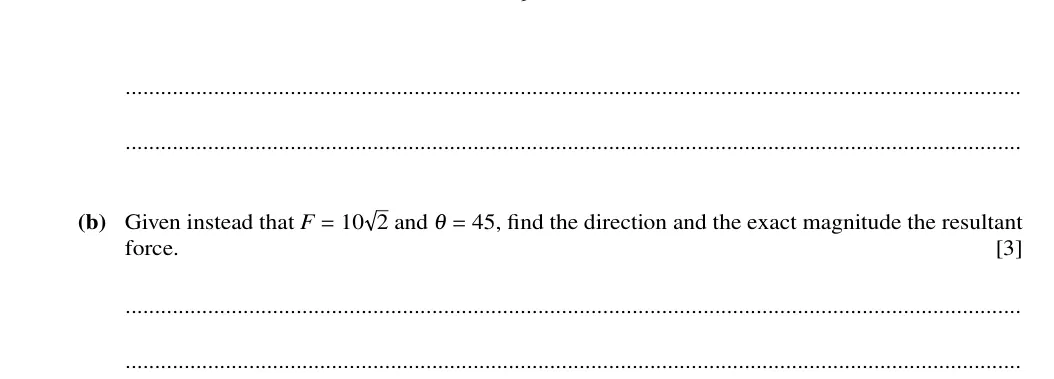 (b) Given instead that F = 10√2 and θ = 45, find the direction and the exact magnitude the resultant
force. [3]